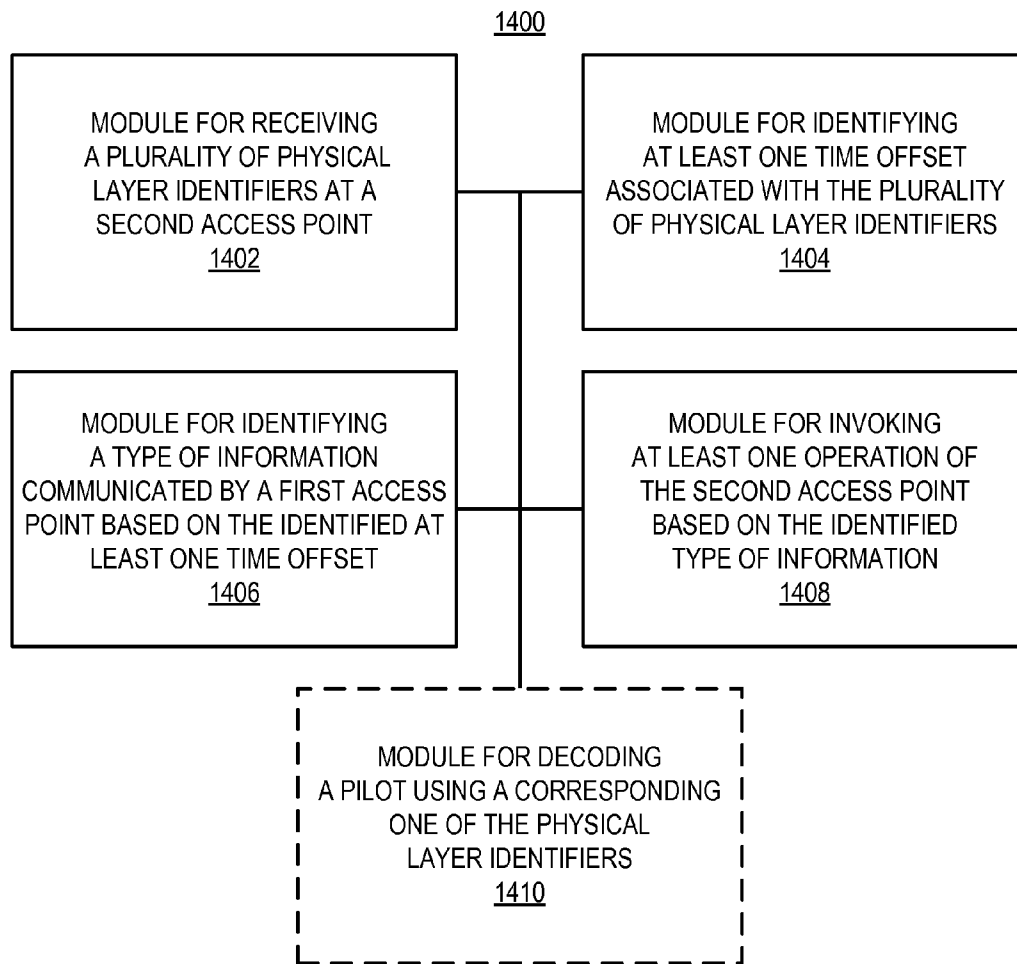 1400
MODULE FOR RECEIVING
A PLURALITY OF PHYSICAL
LAYER IDENTIFIERS AT A
SECOND ACCESS POINT
1402
MODULE FOR IDENTIFYING
AT LEAST ONE TIME OFFSET
ASSOCIATED WITH THE PLURALITY
OF PHYSICAL LAYER IDENTIFIERS
1404
MODULE FOR IDENTIFYING
A TYPE OF INFORMATION
COMMUNICATED BY A FIRST ACCESS
POINT BASED ON THE IDENTIFIED AT
LEAST ONE TIME OFFSET
1406
MODULE FOR INVOKING
AT LEAST ONE OPERATION OF
THE SECOND ACCESS POINT
BASED ON THE IDENTIFIED
TYPE OF INFORMATION
1408
MODULE FOR DECODING
A PILOT USING A CORRESPONDING
ONE OF THE PHYSICAL
LAYER IDENTIFIERS
1410